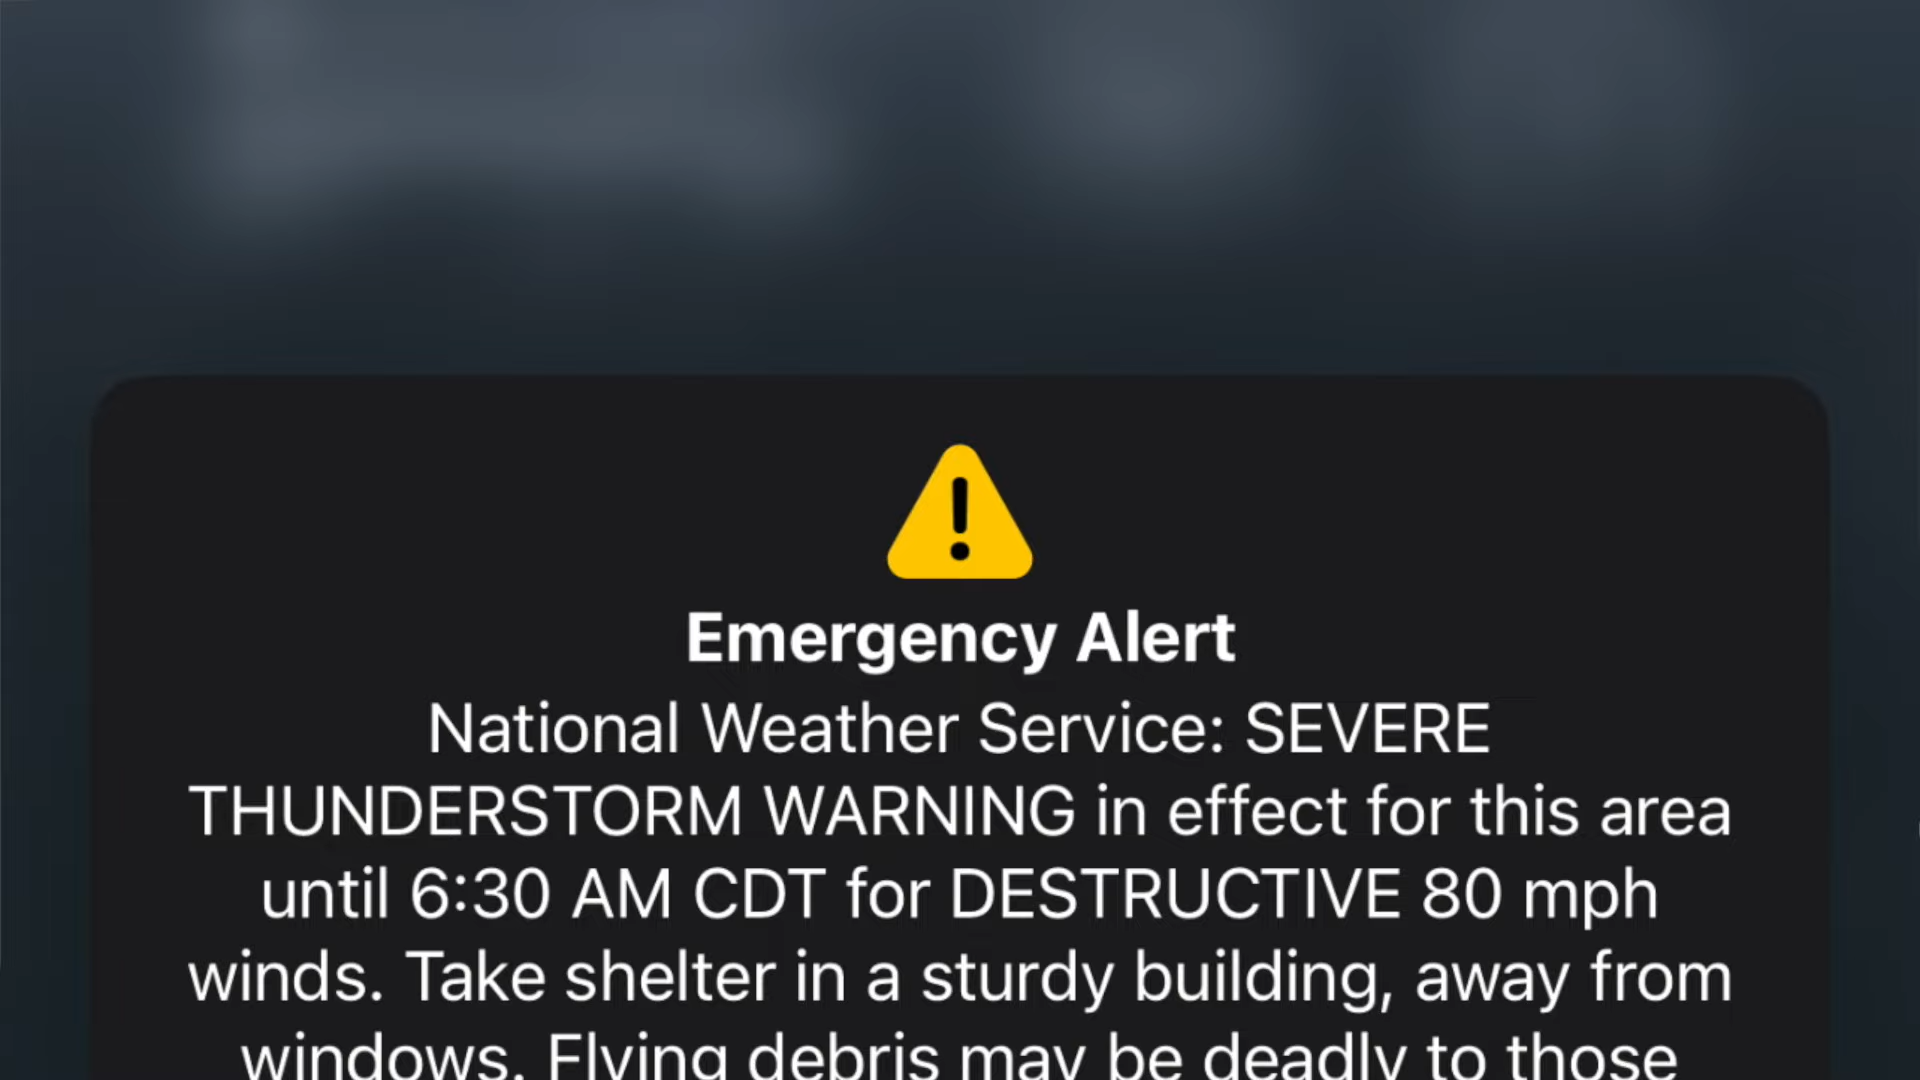 Emergency Alert
National Weather Service: SEVERE
THUNDERSTORM WARNING in effect for this area
until 6:30 AM CDT for DESTRUCTIVE 80 mph
winds. Take shelter in a sturdy building, away from
windows. Flying debris may be deadly to those